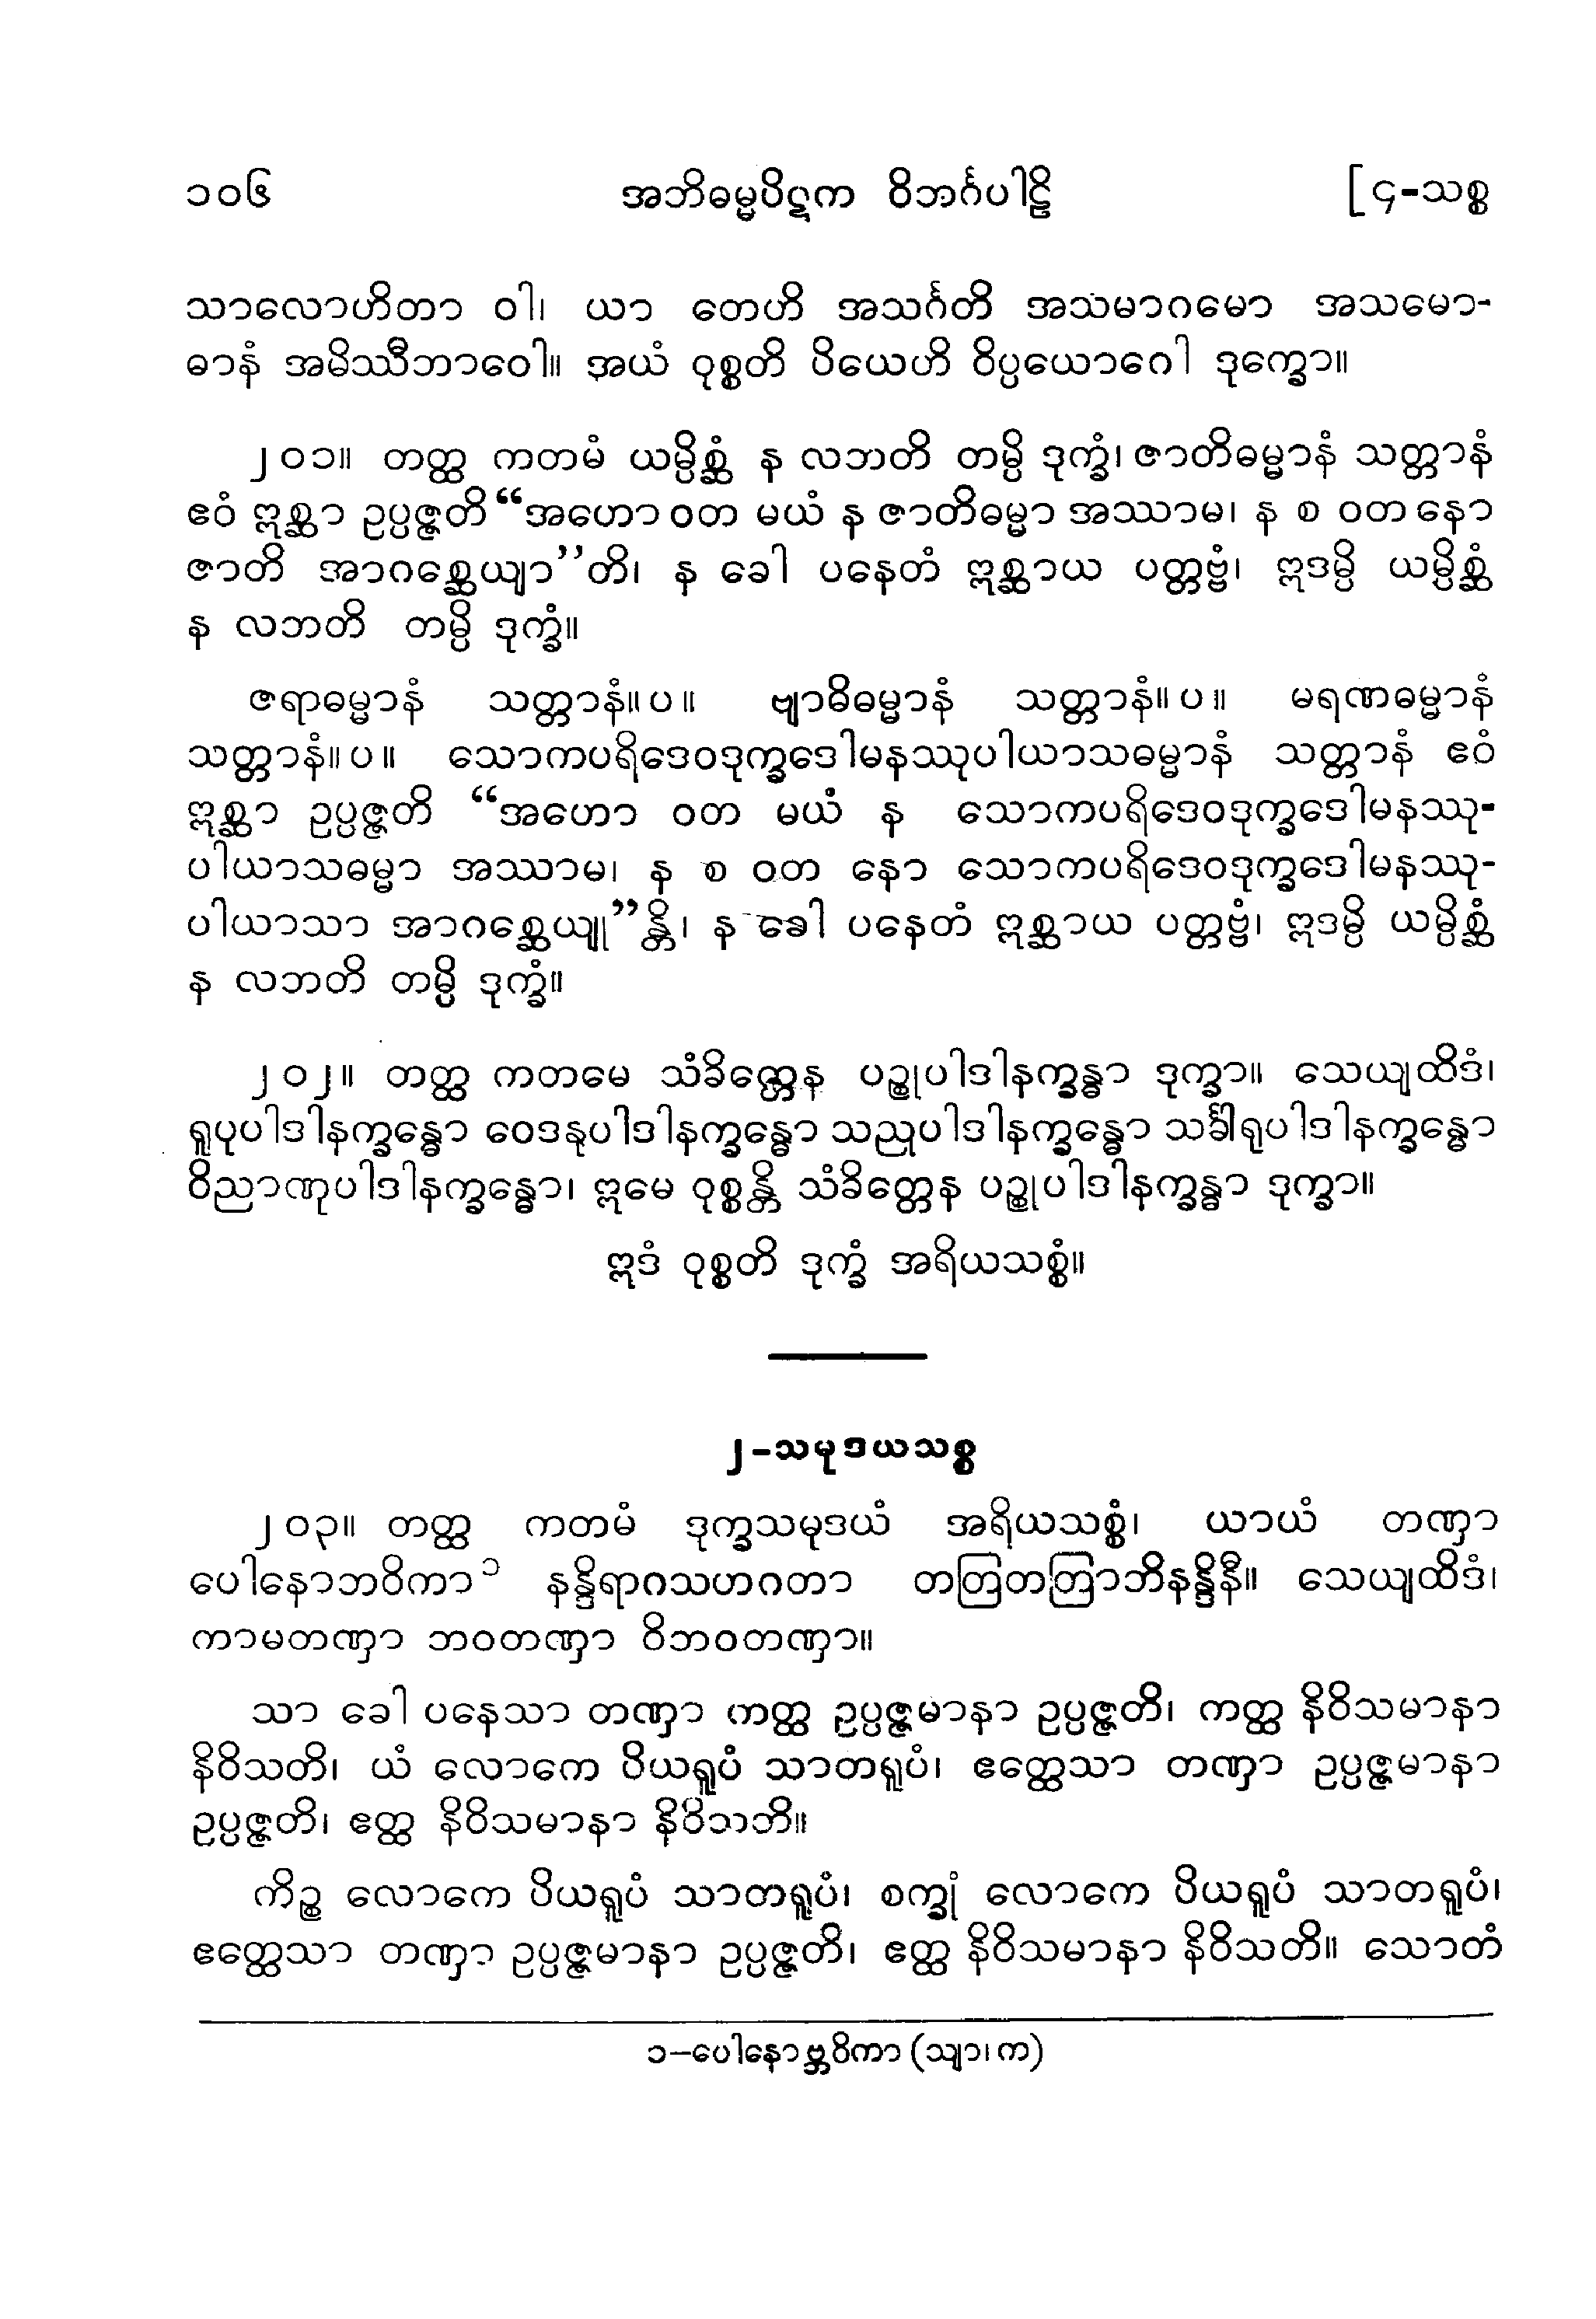 ၁၀၆ အဘိဓမ္မပိဋက ဝိဘင်္ဂပါဠိ [၄-သစ္စ
သာလောဟိတာ ဝါ၊ ယာ တေဟိ အသင်္ဂတိ အသမာဂမော အသမော-
ဓာနံ အမိဿီဘာဝေါ။ အယံ ဝုစ္စတိ ပိယေဟိ ဝိပ္ပယောဂေါ ဒုက္ခော။
၂၀၁။ တတ္ထ ကတမံ ယမ္ပိစ္ဆံ န လဘတိ တမ္ပိ ဒုက္ခံ၊ ဇာတိဓမ္မာနံ သတ္တာနံ
ဧဝံ ဣစ္ဆာ ဥပ္ပဇ္ဇတိ “အဟော ဝတ မယံ န ဇာတိဓမ္မာ အဿာမ၊ န စ ဝတ နော
ဇာတိ အာဂစ္ဆေယျာ”တိ၊ န ခေါ ပနေတံ ဣစ္ဆာယ ပတ္တဗ္ဗံ၊ ဣဒမ္ပိ ယမ္ပိစ္ဆံ
န လဘတိ တမ္ပိ ဒုက္ခံ။
ဇရာဓမ္မာနံ သတ္တာနံ။ပ။ ဗျာဓိဓမ္မာနံ သတ္တာနံ။ပ။ မရဏဓမ္မာနံ
သတ္တာနံ။ပ။ သောကပရိဒေဝဒုက္ခဒေါမနဿုပါယာသဓမ္မာနံ သတ္တာနံ ဧဝံ
ဣစ္ဆာ ဥပ္ပဇ္ဇတိ “အဟော ဝတ မယံ န သောကပရိဒေဝဒုက္ခဒေါမနဿု-
ပါယာသဓမ္မာ အဿာမ၊ န စ ဝတ နော သောကပရိဒေဝဒုက္ခဒေါမနဿု-
ပါယာသာ အာဂစ္ဆေယျု”န္တိ၊ န ခေါ ပနေတံ ဣစ္ဆာယ ပတ္တဗ္ဗံ၊ ဣဒမ္ပိ ယမ္ပိစ္ဆံ
န လဘတိ တမ္ပိ ဒုက္ခံ။
၂၀၂။ တတ္ထ ကတမေ သံခိတ္တေန ပဉ္စုပါဒါနက္ခန္ဓာ ဒုက္ခာ။ သေယျထိဒံ၊
ရူပုပါဒါနက္ခန္ဓော ဝေဒနုပါဒါနက္ခန္ဓော သညုပါဒါနက္ခန္ဓော သင်္ခါရုပါဒါနက္ခန္ဓော
ဝိညာဏုပါဒါနက္ခန္ဓော၊ ဣမေ ဝုစ္စန္တိ သံခိတ္တေန ပဉ္စုပါဒါနက္ခန္ဓာ ဒုက္ခာ။
ဣဒံ ဝုစ္စတိ ဒုက္ခံ အရိယသစ္စံ။
၂-သမုဒယသစ္စ
၂၀၃။ တတ္ထ ကတမံ ဒုက္ခသမုဒယံ အရိယသစ္စံ၊ ယာယံ တဏှာ
ပေါနောဘဝိကာ ၁ နန္ဒိရာဂသဟဂတာ တတြတတြာဘိနန္ဒိနီ။ သေယျထိဒံ၊
ကာမတဏှာ ဘဝတဏှာ ဝိဘဝတဏှာ။
သာ ခေါ ပနေသာ တဏှာ ကတ္ထ ဥပ္ပဇ္ဇမာနာ ဥပ္ပဇ္ဇတိ၊ ကတ္ထ နိဝိသမာနာ
နိဝိသတိ၊ ယံ လောကေ ပိယရူပံ သာတရူပံ၊ ဧတ္ထေသာ တဏှာ ဥပ္ပဇ္ဇမာနာ
ဥပ္ပဇ္ဇတိ၊ ဧတ္ထ နိဝိသမာနာ နိဝိသတိ။
ကိဉ္စ လောကေ ပိယရူပံ သာတရူပံ၊ စက္ခုံ လောကေ ပိယရူပံ သာတရူပံ၊
ဧတ္ထေသာ တဏှာ ဥပ္ပဇ္ဇမာနာ ဥပ္ပဇ္ဇတိ၊ ဧတ္ထ နိဝိသမာနာ နိဝိသတိ။ သောတံ
၁-ပေါနောဗ္ဘဝိကာ (သျာ၊ က)